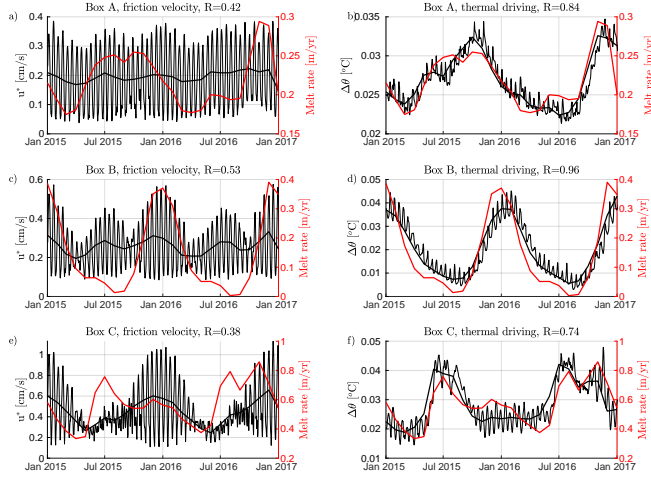 a) Box A, friction velocity, R=0.42
u* [cm/s]
0.4
0.3
0.2
0.1
0
Jan 2015 Jul 2015 Jan 2016 Jul 2016 Jan 2017
0.3
0.25
0.2
0.15
Melt rate [m/yr]
b) Box A, thermal driving, R=0.84
Δθ [°C]
0.035
0.03
0.022
Jan 2015 Jul 2015 Jan 2016 Jul 2016 Jan 2017
0.3
0.25
0.2
0.15
Melt rate [m/yr]
c) Box B, friction velocity, R=0.53
u* [cm/s]
0.6
0.4
0.2
0
Jan 2015 Jul 2015 Jan 2016 Jul 2016 Jan 2017
0.4
0.3
0.2
0.1
0
Melt rate [m/yr]
d) Box B, thermal driving, R=0.96
Δθ [°C]
0.05
0.04
0.03
0.02
0.01
0
Jan 2015 Jul 2015 Jan 2016 Jul 2016 Jan 2017
0.4
0.3
0.2
0.1
0
Melt rate [m/yr]
e) Box C, friction velocity, R=0.38
u* [cm/s]
1
0.8
0.6
0.4
0.2
0
Jan 2015 Jul 2015 Jan 2016 Jul 2016 Jan 2017
1
0.8
0.6
0.4
0.2
Melt rate [m/yr]
f) Box C, thermal driving, R=0.74
Δθ [°C]
0.05
0.04
0.03
0.02
0.01
Jan 2015 Jul 2015 Jan 2016 Jul 2016 Jan 2017
1
0.8
0.6
0.4
0.2
Melt rate [m/yr]